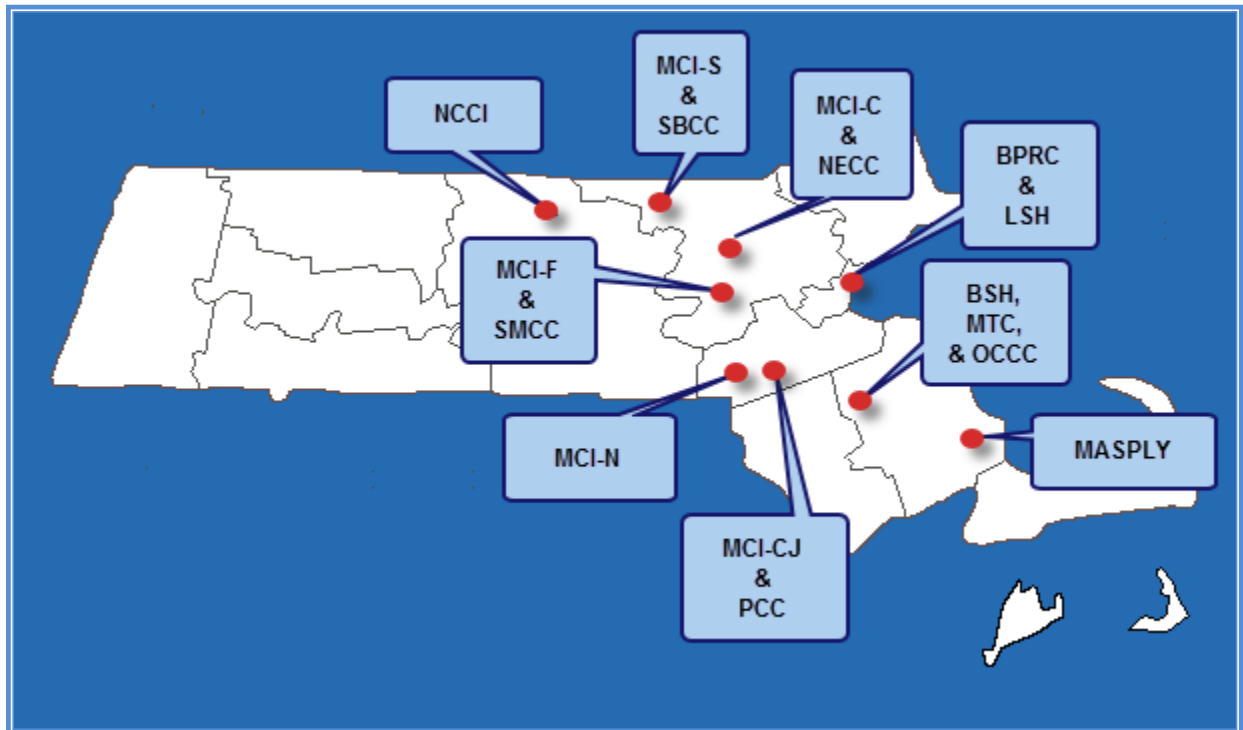 NCCI
MCI-S
&
SBCC
MCI-C
&
NECC
BPRC
&
LSH
MCI-F
&
SMCC
BSH,
MTC,
& OCCC
MCI-N
MASPLY
MCI-CJ
&
PCC